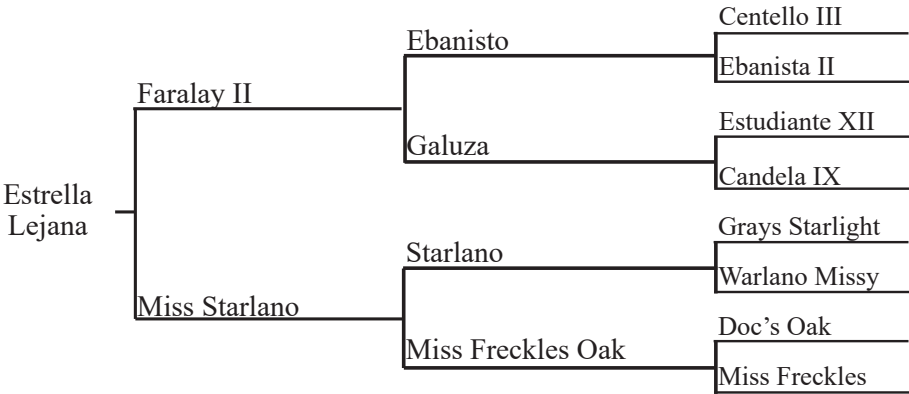 Centello III
Ebanisto
Ebanista II
Faralay II
Estudiante XII
Galuza
Candela IX
Estrella
Lejana
Grays Starlight
Starlano
Warlano Missy
Miss Starlano
Doc’s Oak
Miss Freckles Oak
Miss Freckles